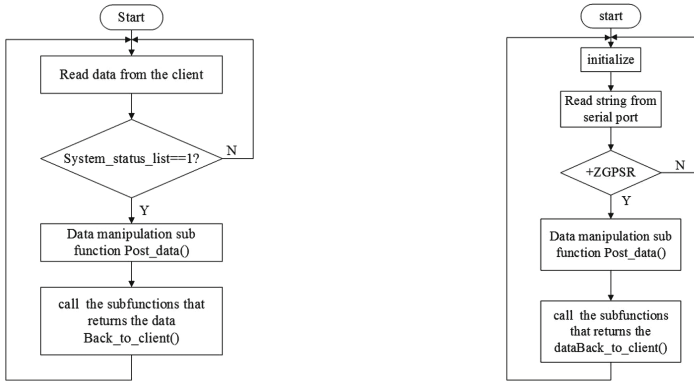 Start
Read data from the client
System_status_list==1?
N
Y
Data manipulation sub
function Post_data()
call the subfunctions that
returns the data
Back_to_client()
start
initialize
Read string from
serial port
+ZGPSR
N
Y
Data manipulation sub
function Post_data()
call the subfunctions
that returns the
dataBack_to_client()